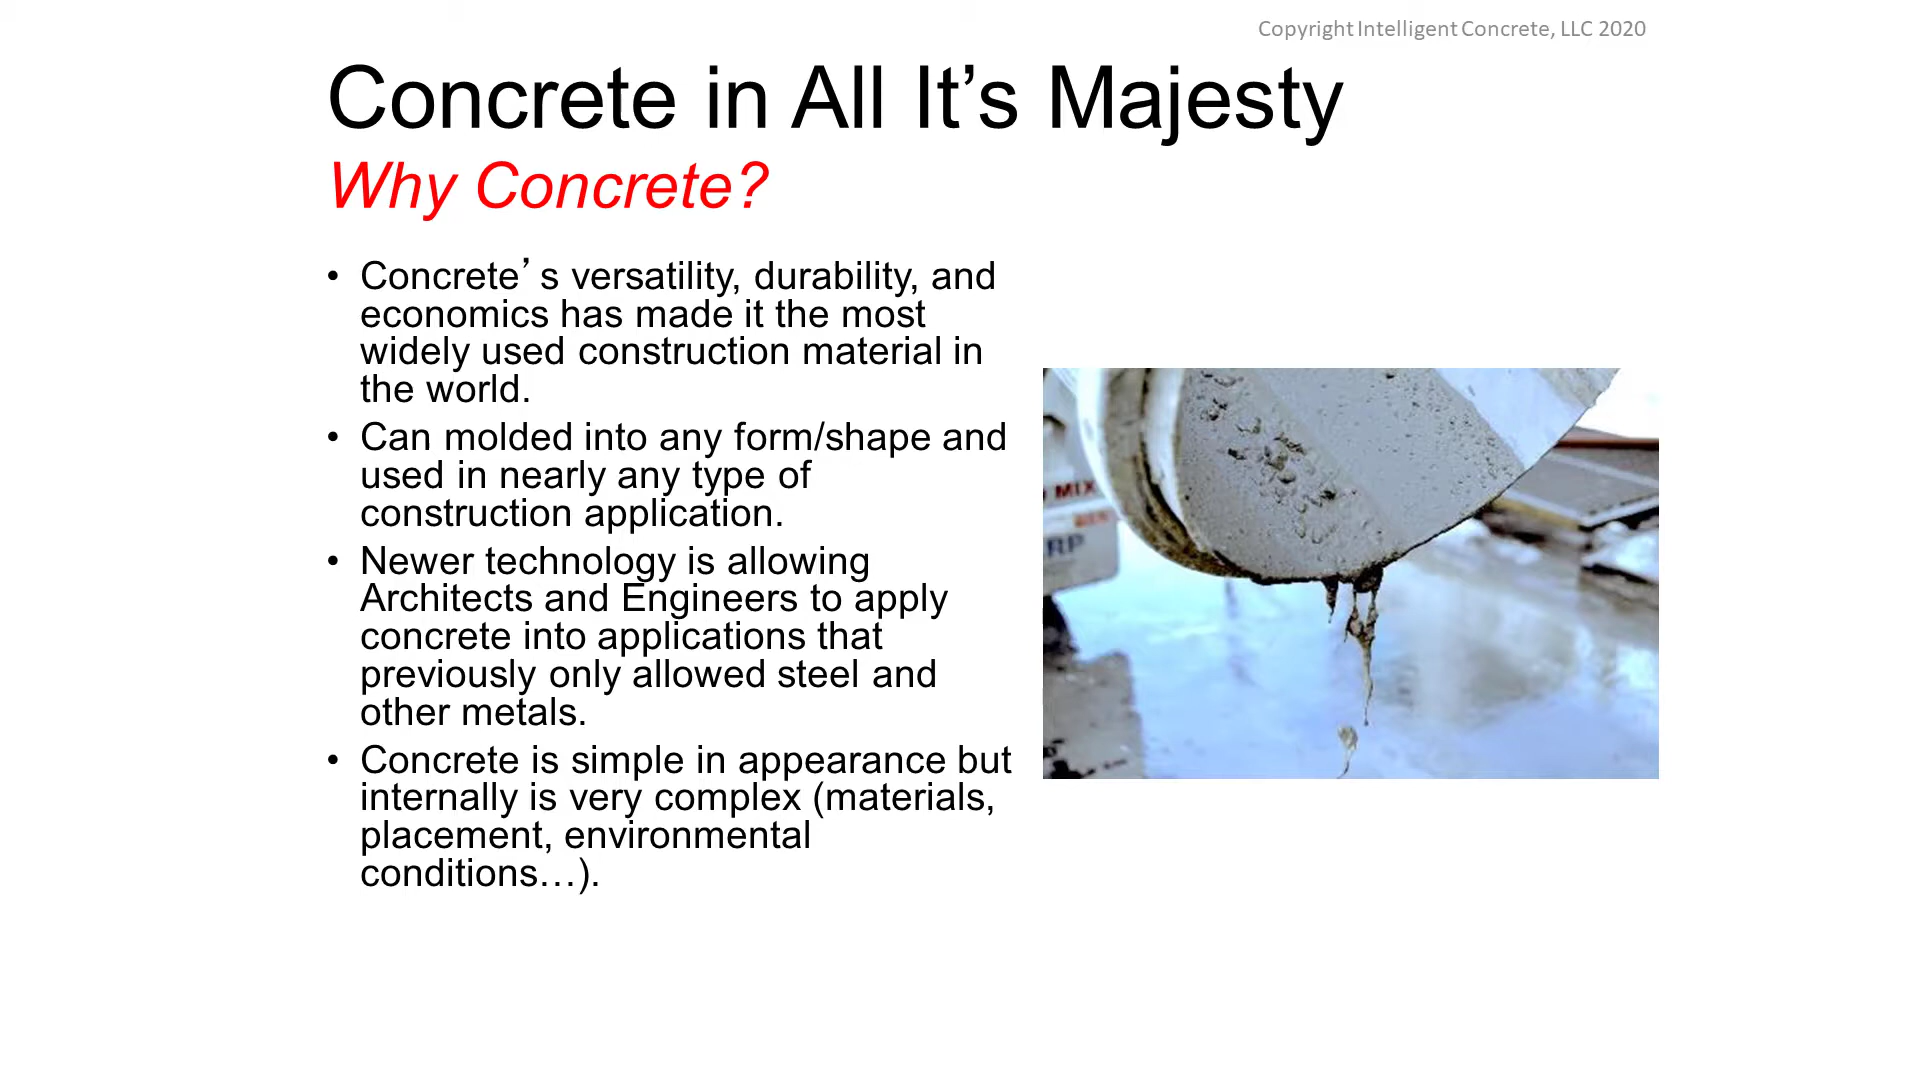 Copyright Intelligent Concrete, LLC 2020
Concrete in All It’s Majesty
Why Concrete?
• Concrete’s versatility, durability, and
economics has made it the most
widely used construction material in
the world.
• Can molded into any form/shape and
used in nearly any type of
construction application.
• Newer technology is allowing
Architects and Engineers to apply
concrete into applications that
previously only allowed steel and
other metals.
• Concrete is simple in appearance but
internally is very complex (materials,
placement, environmental
conditions…).
MIX
RP